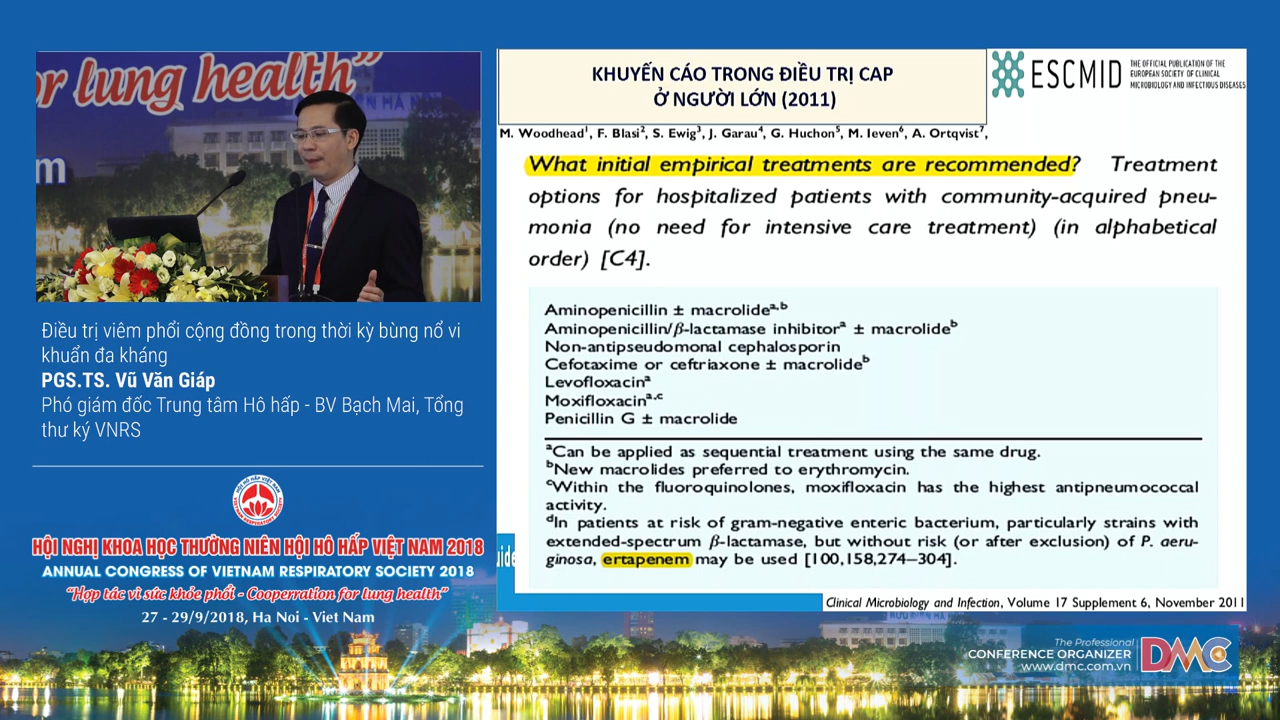 or lung health”
m
Điều trị viêm phổi cộng đồng trong thời kỳ bùng nổ vi
khuẩn đa kháng
PGS.TS. Vũ Văn Giáp
Phó giám đốc Trung tâm Hô hấp - BV Bạch Mai, Tổng
thư ký VNRS
HỘI HÔ HẤP VIỆT NAM
VIETNAM RESPIRATORY SOCIETY
HỘI NGHỊ KHOA HỌC THƯỜNG NIÊN HỘI HÔ HẤP VIỆT NAM 2018
ANNUAL CONGRESS OF VIETNAM RESPIRATORY SOCIETY 2018
“Hợp tác vì sức khỏe phổi - Cooperration for lung health”
27 - 29/9/2018, Ha Noi - Viet Nam
KHUYẾN CÁO TRONG ĐIỀU TRỊ CAP
Ở NGƯỜI LỚN (2011)
ESCMID
THE OFFICIAL PUBLICATION OF THE
EUROPEAN SOCIETY OF CLINICAL
MICROBIOLOGY AND INFECTIOUS DISEASES
M. Woodhead¹, F. Blasi², S. Ewig³, J. Garau⁴, G. Huchon⁵, M. Ieven⁶, A. Ortqvist⁷,
What initial empirical treatments are recommended? Treatment
options for hospitalized patients with community-acquired pneu-
monia (no need for intensive care treatment) (in alphabetical
order) [C4].
Aminopenicillin ± macrolideᵃ·ᵇ
Aminopenicillin/β-lactamase inhibitorᵃ ± macrolideᵇ
Non-antipseudomonal cephalosporin
Cefotaxime or ceftriaxone ± macrolideᵇ
Levofloxacinᵃ
Moxifloxacinᵃ·ᶜ
Penicillin G ± macrolide
ᵃCan be applied as sequential treatment using the same drug.
ᵇNew macrolides preferred to erythromycin.
ᶜWithin the fluoroquinolones, moxifloxacin has the highest antipneumococcal
activity.
ᵈIn patients at risk of gram-negative enteric bacterium, particularly strains with
extended-spectrum β-lactamase, but without risk (or after exclusion) of P. aeru-
ginosa, ertapenem may be used [100,158,274–304].
uide
Clinical Microbiology and Infection, Volume 17 Supplement 6, November 2011
The Professional
CONFERENCE ORGANIZER
www.dmc.com.vn
DMC